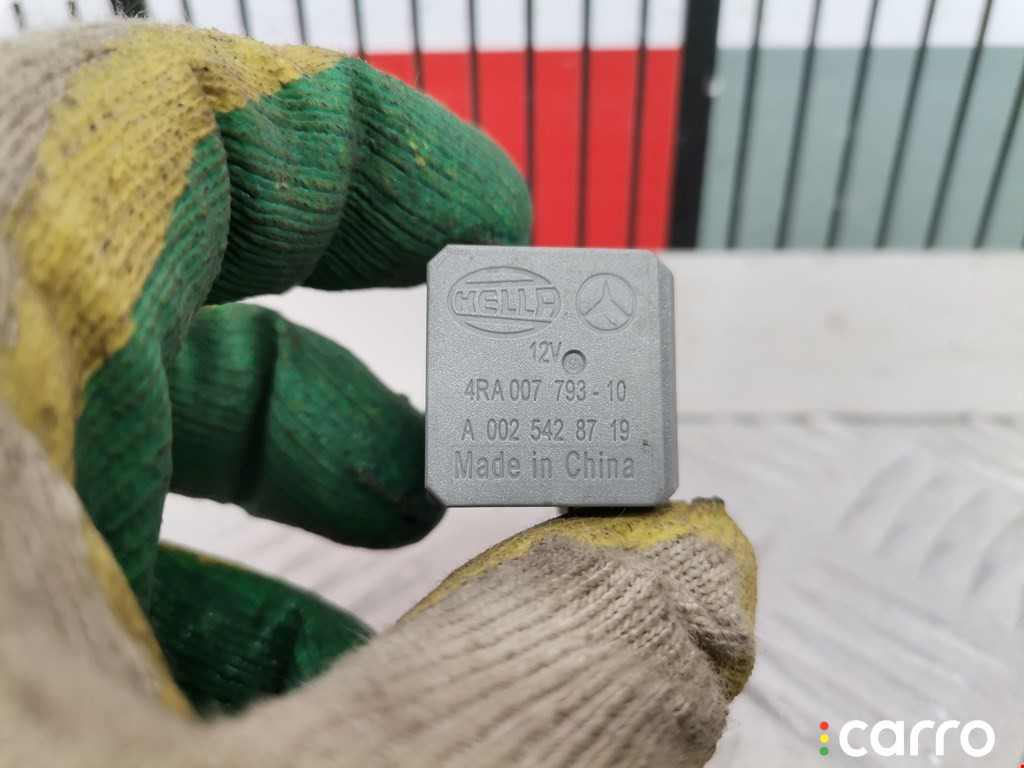 HELLA
12V
4RA 007 793 - 10
A 002 542 87 19
Made in China
carro